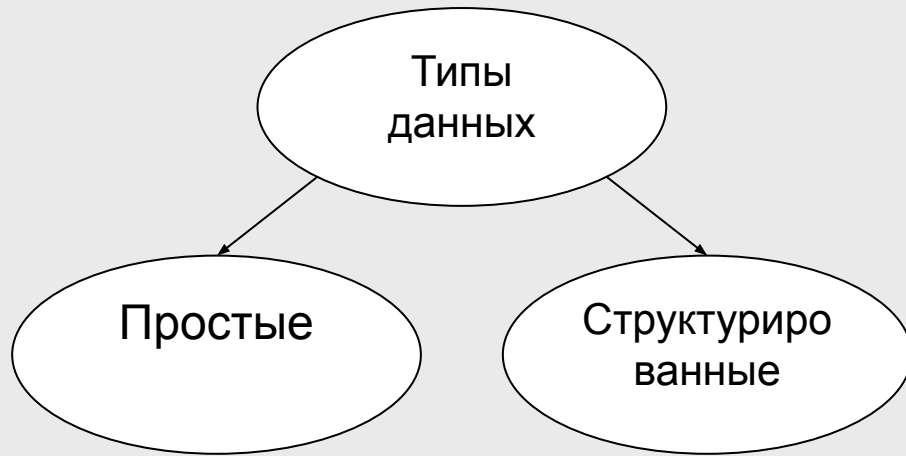 Типы
данных
Простые
Структуриро
ванные